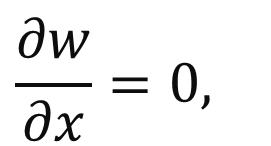 ∂w/∂x = 0,